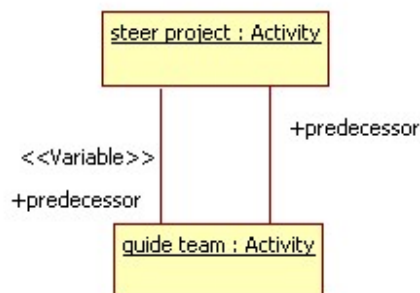 steer project : Activity
+predecessor
<<Variable>>
+predecessor
guide team : Activity